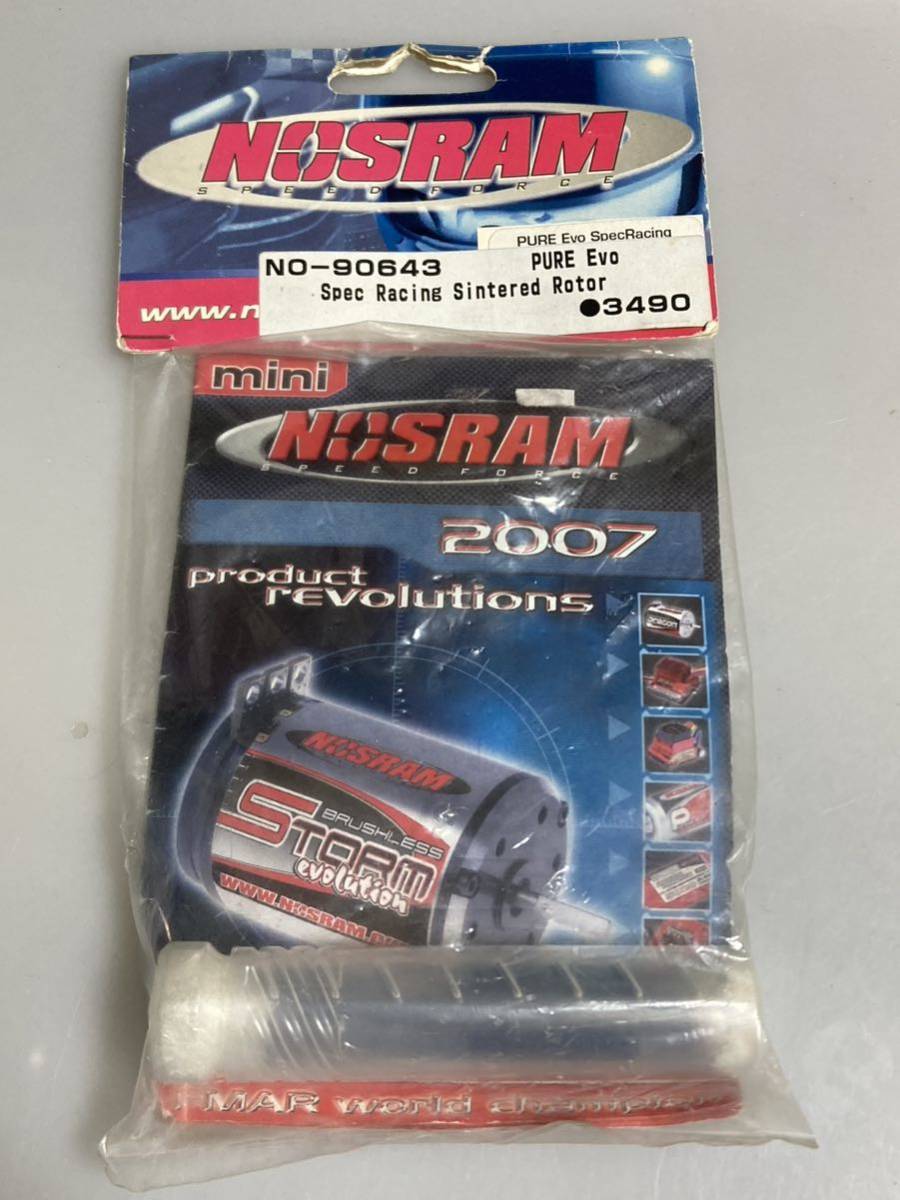 NOSRAM
SPEED FORCE
PURE Evo SpecRacing
NO-90643 PURE Evo
Spec Racing Sintered Rotor
●3490
www.n
mini
NOSRAM
SPEED FORCE
2007
product
revolutions
NOSRAM
BRUSHLESS
STORM
evolution
WWW.NOSRAM.
MAR world champion